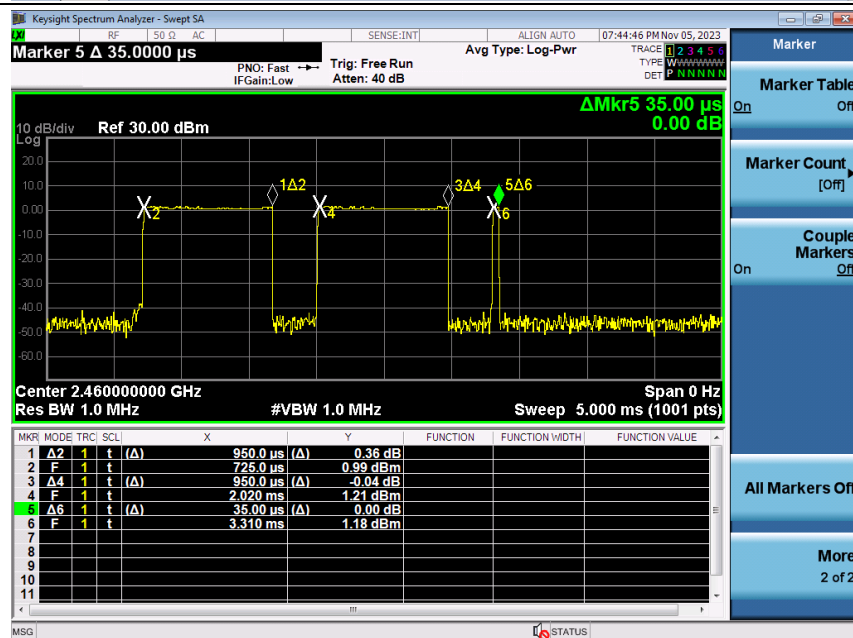 Keysight Spectrum Analyzer - Swept SA
LXI RF 50 Ω AC SENSE:INT ALIGN AUTO 07:44:46 PM Nov 05, 2023
Marker 5 Δ 35.0000 µs
PNO: Fast
IFGain:Low
Trig: Free Run
Atten: 40 dB
Avg Type: Log-Pwr
TRACE 1 2 3 4 5 6
TYPE W
DET P N N N N N
ΔMkr5 35.00 µs
0.00 dB
10 dB/div Ref 30.00 dBm
Log
20.0
10.0
0.00
-10.0
-20.0
-30.0
-40.0
-50.0
-60.0
2
1Δ2
4
3Δ4
5Δ6
6
Center 2.460000000 GHz Span 0 Hz
Res BW 1.0 MHz #VBW 1.0 MHz Sweep 5.000 ms (1001 pts)
MKR MODE TRC SCL X Y FUNCTION FUNCTION WIDTH FUNCTION VALUE
1 Δ2 1 t (Δ) 950.0 µs (Δ) 0.36 dB
2 F 1 t 725.0 µs 0.99 dBm
3 Δ4 1 t (Δ) 950.0 µs (Δ) -0.04 dB
4 F 1 t 2.020 ms 1.21 dBm
5 Δ6 1 t (Δ) 35.00 µs (Δ) 0.00 dB
6 F 1 t 3.310 ms 1.18 dBm
7
8
9
10
11
MSG STATUS
Marker
Marker Table
On Off
Marker Count
[Off]
Couple
Markers
On Off
All Markers Off
More
2 of 2